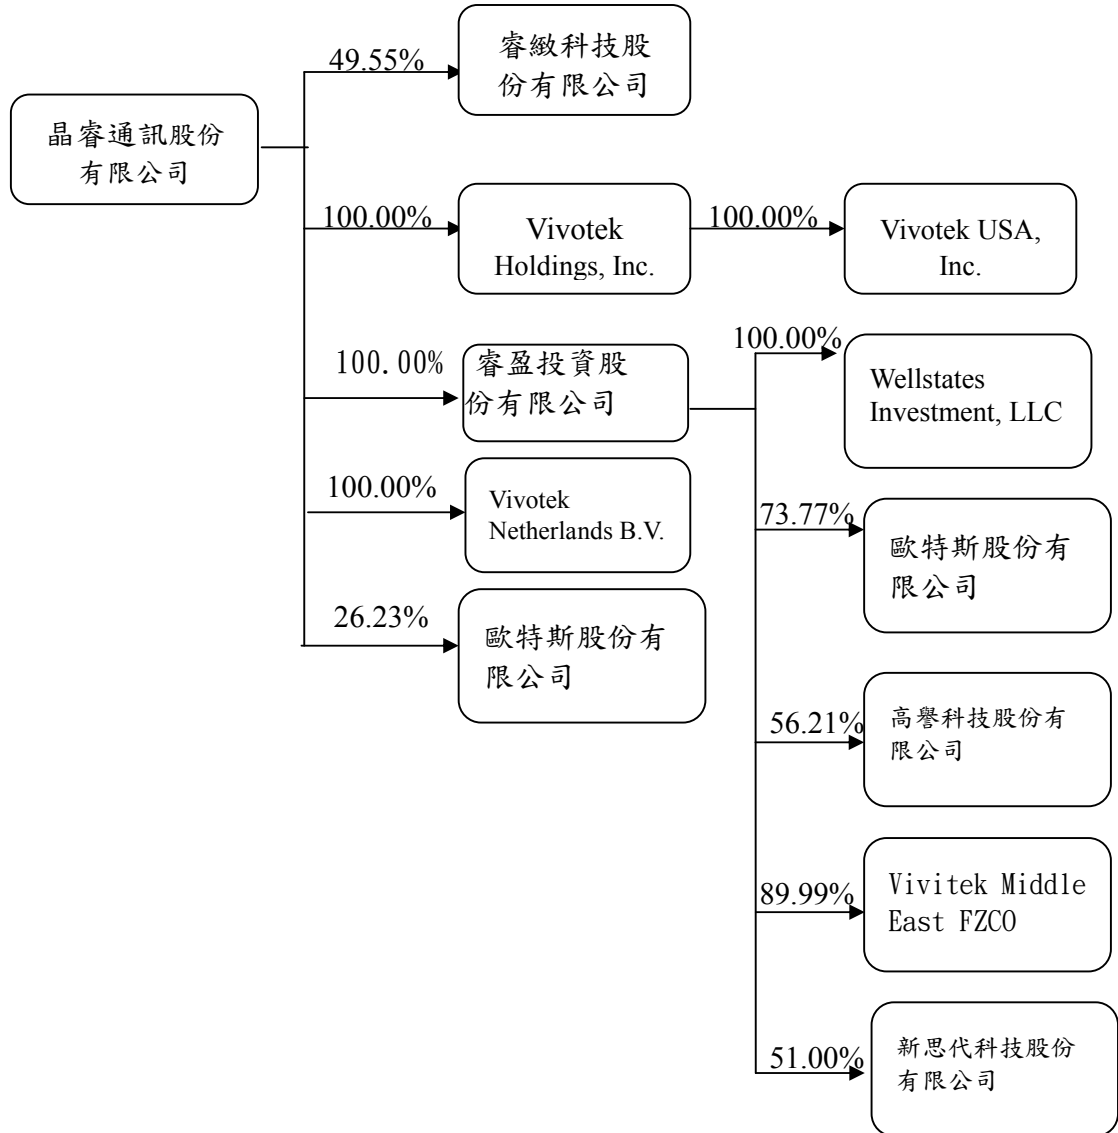 睿緻科技股
份有限公司
49.55%
晶睿通訊股份
有限公司
100.00%
Vivotek
Holdings, Inc.
100.00%
Vivotek USA,
Inc.
100.00%
睿盈投資股
份有限公司
100.00%
Wellstates
Investment, LLC
100.00%
Vivotek
Netherlands B.V.
73.77%
歐特斯股份有
限公司
26.23%
歐特斯股份有
限公司
56.21%
高譽科技股份有
限公司
89.99%
Vivitek Middle
East FZCO
51.00%
新思代科技股份
有限公司